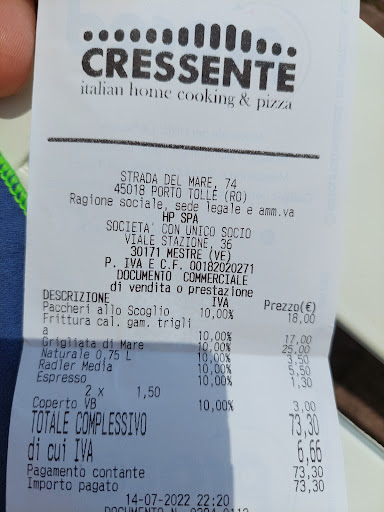 CRESSENTE
italian home cooking & pizza
STRADA DEL MARE, 74
45018 PORTO TOLLE (RO)
Ragione sociale, sede legale e amm.va
HP SPA
SOCIETA' CON UNICO SOCIO
VIALE STAZIONE, 36
30171 MESTRE (VE)
P. IVA E C.F. 00182020271
DOCUMENTO COMMERCIALE
di vendita o prestazione
DESCRIZIONE IVA Prezzo(€)
Paccheri allo Scoglio 10,00% 18,00
Frittura cal. gam. trigli
a 10,00% 17,00
Grigliata di Mare 10,00% 25,00
Naturale 0,75 L 10,00% 3,50
Radler Media 10,00% 5,50
Espresso 10,00% 1,30
2 x 1,50
Coperto VB 10,00% 3,00
TOTALE COMPLESSIVO 73,30
di cui IVA 6,66
Pagamento contante 73,30
Importo pagato 73,30
14-07-2022 22:20
DOCUMENTO N.